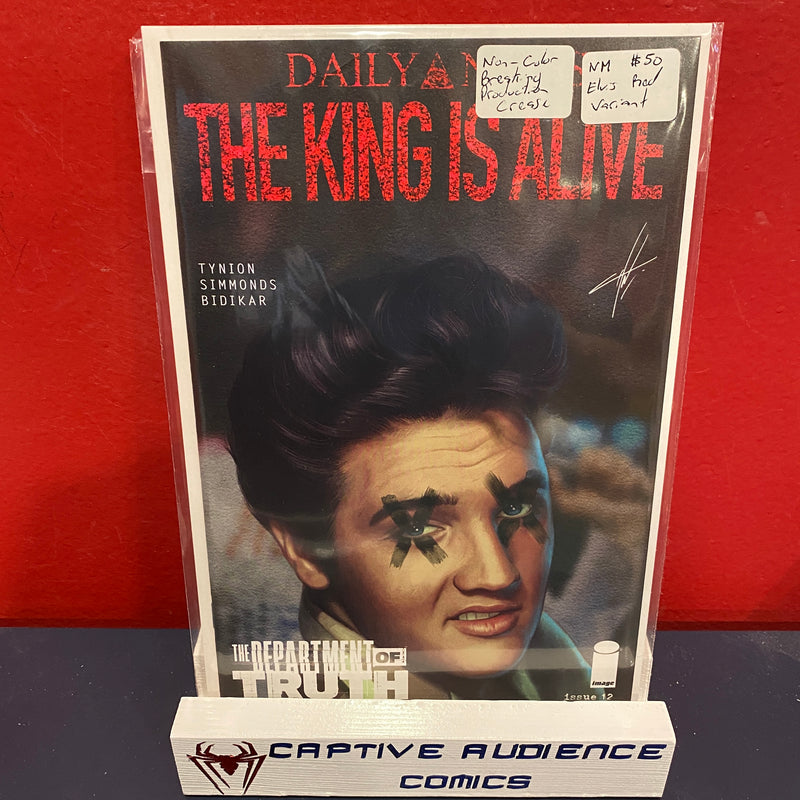 DAILY
Non-Color
Breaking
Production
Crease
NM $50
Elvis Red
Variant
THE KING IS ALIVE
TYNION
SIMMONDS
BIDIKAR
THE DEPARTMENT OF
TRUTH
image
issue 12
CAPTIVE AUDIENCE
COMICS